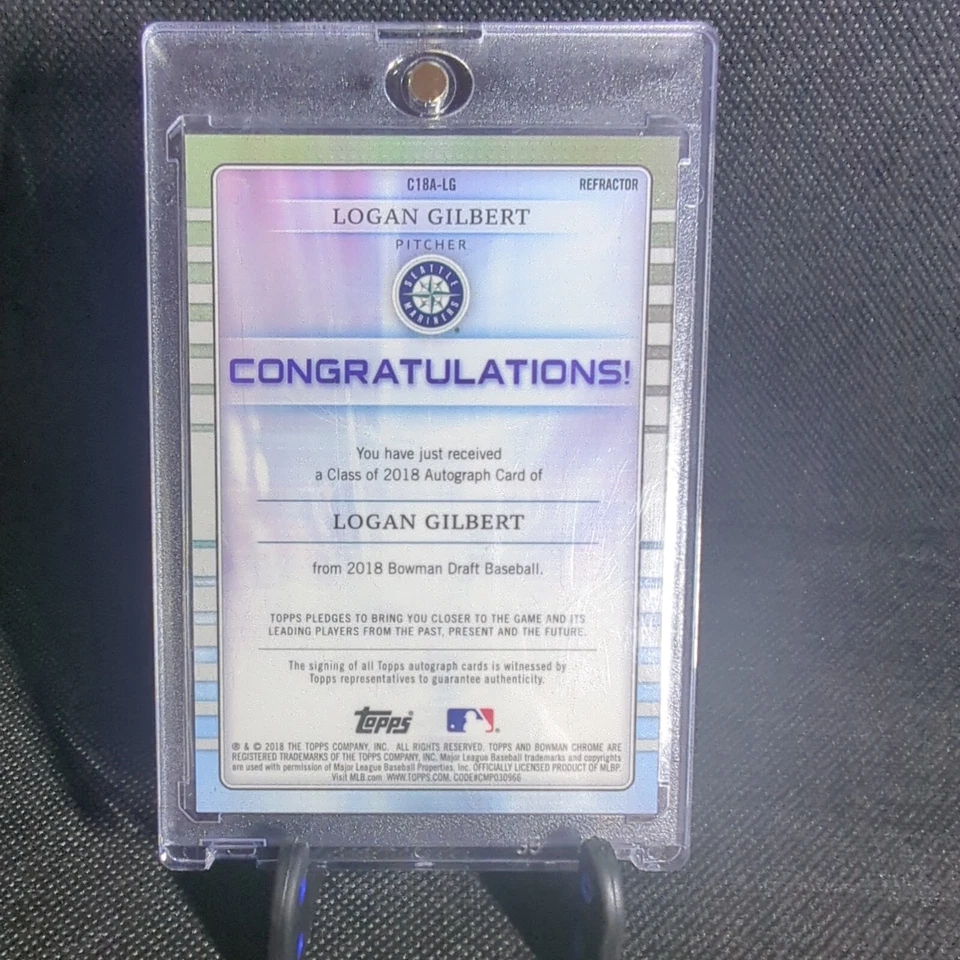 C18A-LG REFRACTOR
LOGAN GILBERT
PITCHER
SEATTLE
MARINERS
CONGRATULATIONS!
You have just received
a Class of 2018 Autograph Card of
LOGAN GILBERT
from 2018 Bowman Draft Baseball.
TOPPS PLEDGES TO BRING YOU CLOSER TO THE GAME AND ITS
LEADING PLAYERS FROM THE PAST, PRESENT AND THE FUTURE.
The signing of all Topps autograph cards is witnessed by
Topps representatives to guarantee authenticity.
topps®
® & © 2018 THE TOPPS COMPANY, INC. ALL RIGHTS RESERVED. TOPPS AND BOWMAN CHROME ARE
REGISTERED TRADEMARKS OF THE TOPPS COMPANY, INC. Major League Baseball trademarks and copyrights
are used with permission of Major League Baseball Properties, Inc. OFFICIALLY LICENSED PRODUCT OF MLBP.
Visit MLB.com WWW.TOPPS.COM. CODE#CMP030966